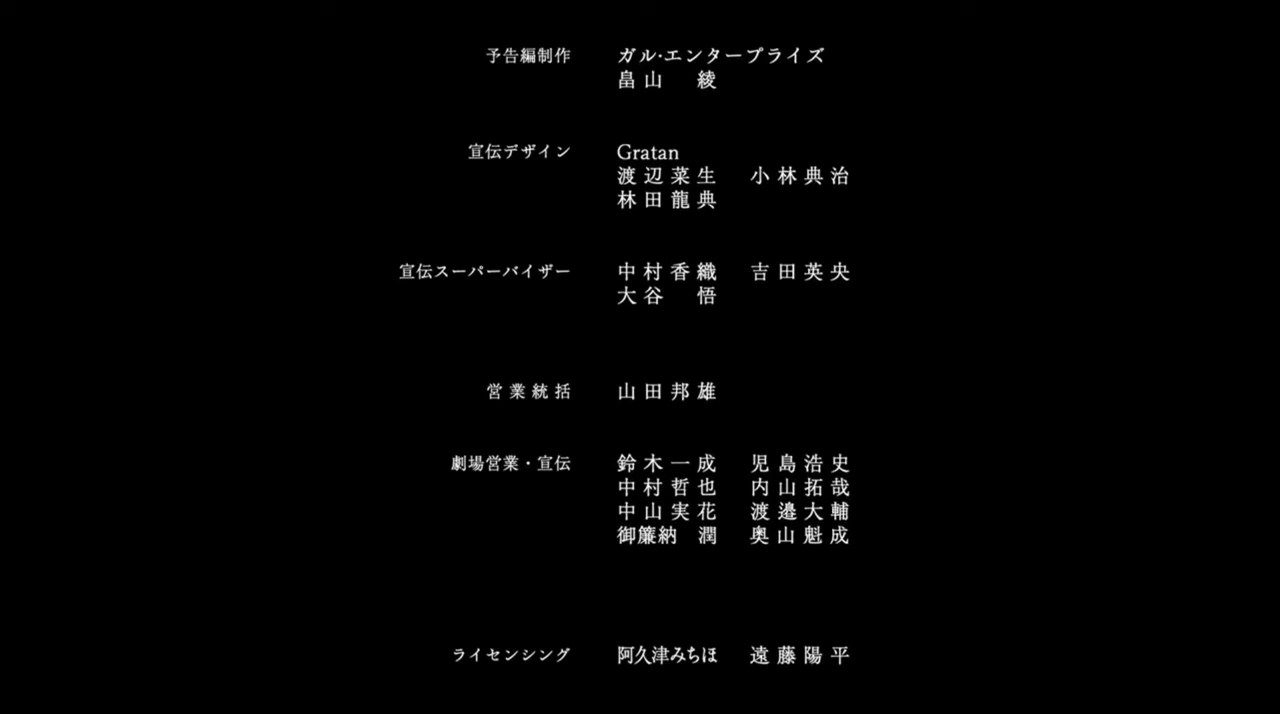 予告編制作 ガル·エンタープライズ
畠山 綾
宣伝デザイン Gratan
渡辺菜生 小林典治
林田龍典
宣伝スーパーバイザー 中村香織 吉田英央
大谷 悟
営業統括 山田邦雄
劇場営業・宣伝 鈴木一成 児島浩史
中村哲也 内山拓哉
中山実花 渡邉大輔
御簾納 潤 奥山魁成
ライセンシング 阿久津みちほ 遠藤陽平